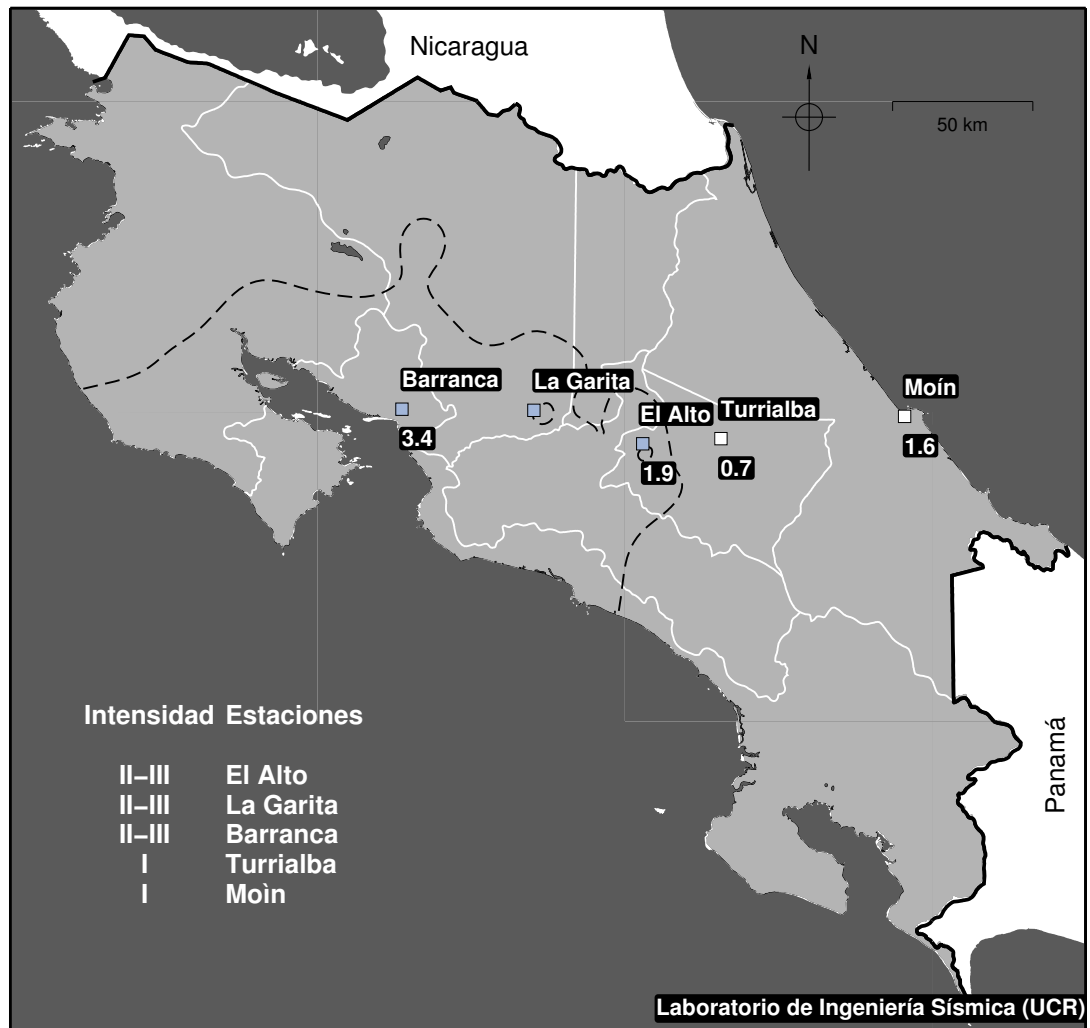 Nicaragua
N
50 km
Barranca
La Garita
Moín
El Alto
Turrialba
3.4
1.9
0.7
1.6
Intensidad Estaciones
II–III El Alto
II–III La Garita
II–III Barranca
I Turrialba
I Moìn
Panamá
Laboratorio de Ingeniería Sísmica (UCR)